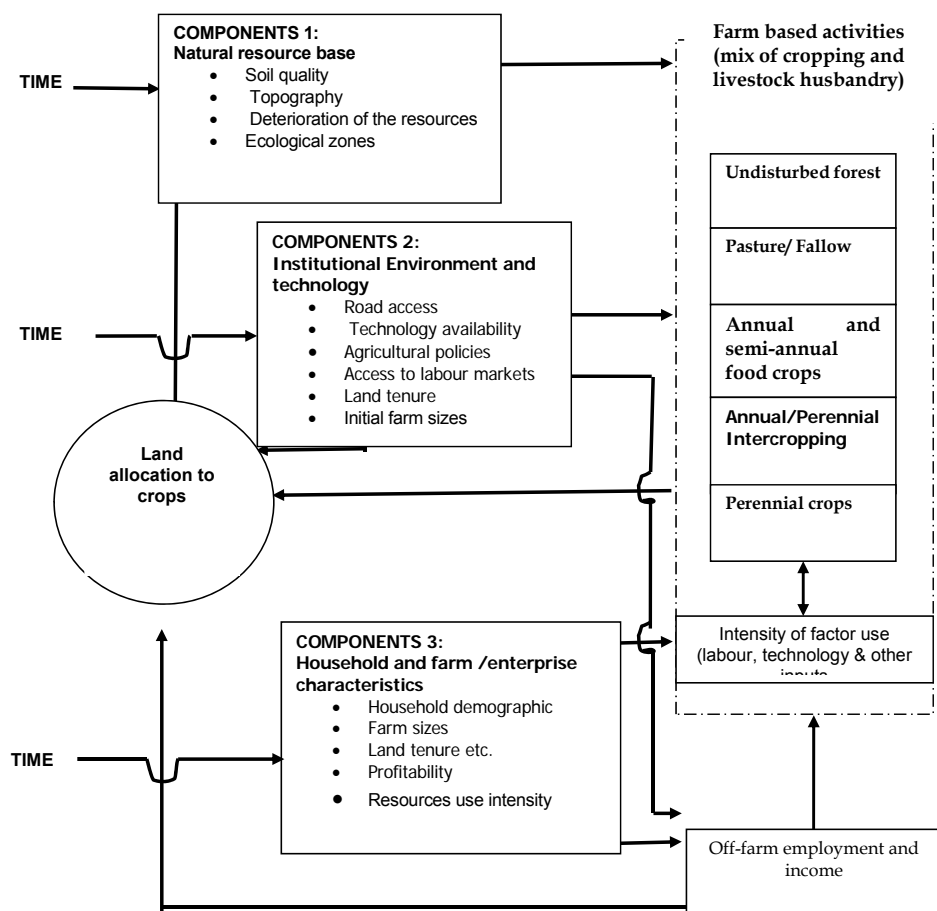 COMPONENTS 1:
Natural resource base
• Soil quality
• Topography
• Deterioration of the resources
• Ecological zones
TIME
Farm based activities
(mix of cropping and
livestock husbandry)
Undisturbed forest
Pasture/ Fallow
Annual and
semi-annual
food crops
Annual/Perennial
Intercropping
Perennial crops
COMPONENTS 2:
Institutional Environment and
technology
• Road access
• Technology availability
• Agricultural policies
• Access to labour markets
• Land tenure
• Initial farm sizes
TIME
Land
allocation to
crops
COMPONENTS 3:
Household and farm /enterprise
characteristics
• Household demographic
• Farm sizes
• Land tenure etc.
• Profitability
• Resources use intensity
TIME
Intensity of factor use
(labour, technology & other
inputs
Off-farm employment and
income